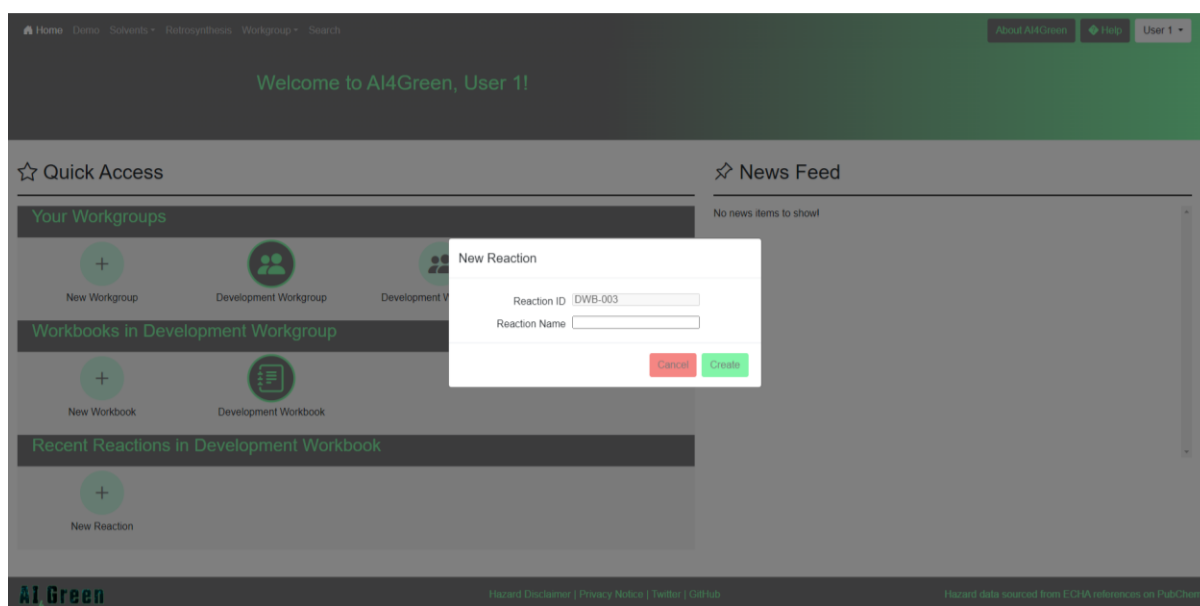 Home Demo Solvents Retrosynthesis Workgroup Search
About AI4Green Help User 1
Welcome to AI4Green, User 1!
Quick Access
News Feed
Your Workgroups
No news items to show!
New Workgroup Development Workgroup Development
Workbooks in Development Workgroup
New Workbook Development Workbook
Recent Reactions in Development Workbook
New Reaction
New Reaction
Reaction ID DWB-003
Reaction Name
Cancel Create
AI Green
Hazard Disclaimer | Privacy Notice | Twitter | GitHub
Hazard data sourced from ECHA references on PubChem